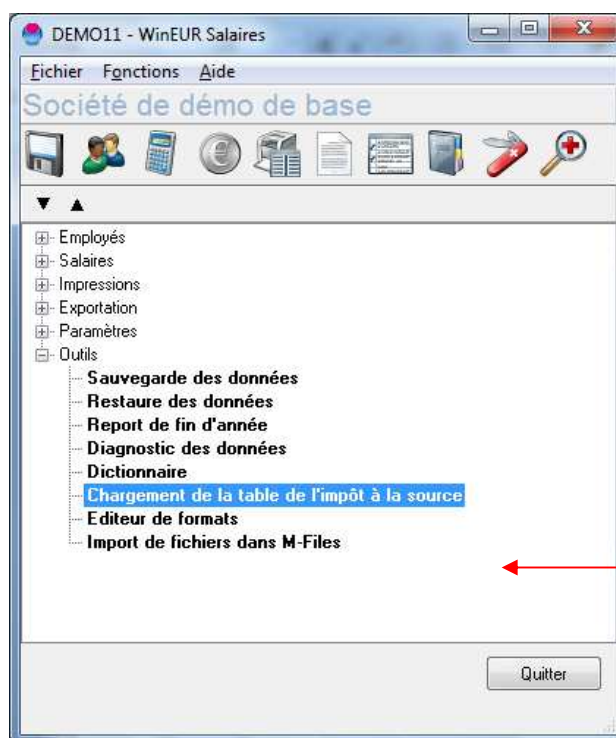 DEMO11 - WinEUR Salaires
Fichier Fonctions Aide
Société de démo de base
Employés
Salaires
Impressions
Exportation
Paramètres
Outils
Sauvegarde des données
Restaure des données
Report de fin d'année
Diagnostic des données
Dictionnaire
Chargement de la table de l'impôt à la source
Editeur de formats
Import de fichiers dans M-Files
Quitter